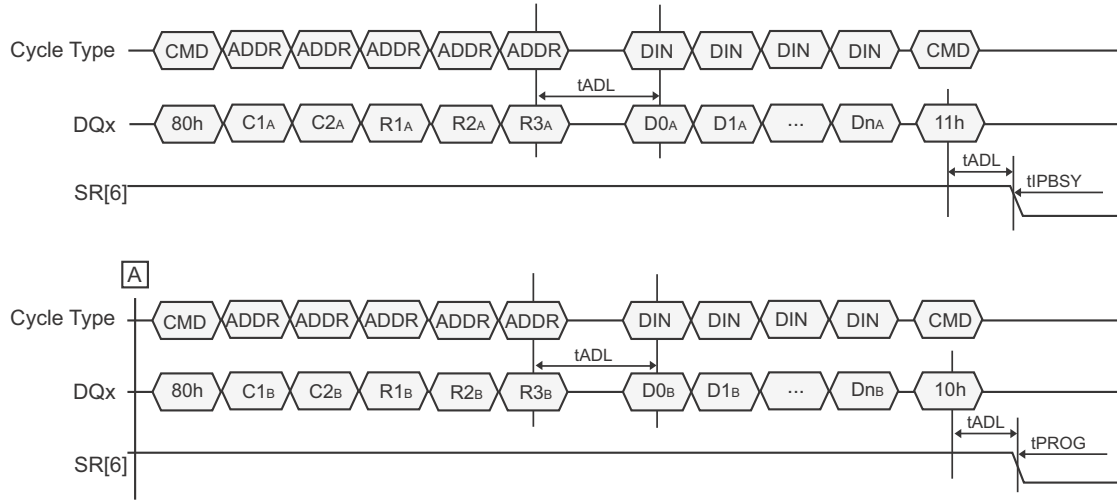 Cycle Type CMD ADDR ADDR ADDR ADDR ADDR DIN DIN DIN DIN CMD
tADL
DQx 80h C1A C2A R1A R2A R3A D0A D1A ... DnA 11h
tADL
SR[6] tIPBSY
A
Cycle Type CMD ADDR ADDR ADDR ADDR ADDR DIN DIN DIN DIN CMD
tADL
DQx 80h C1B C2B R1B R2B R3B D0B D1B ... DnB 10h
tADL
SR[6] tPROG